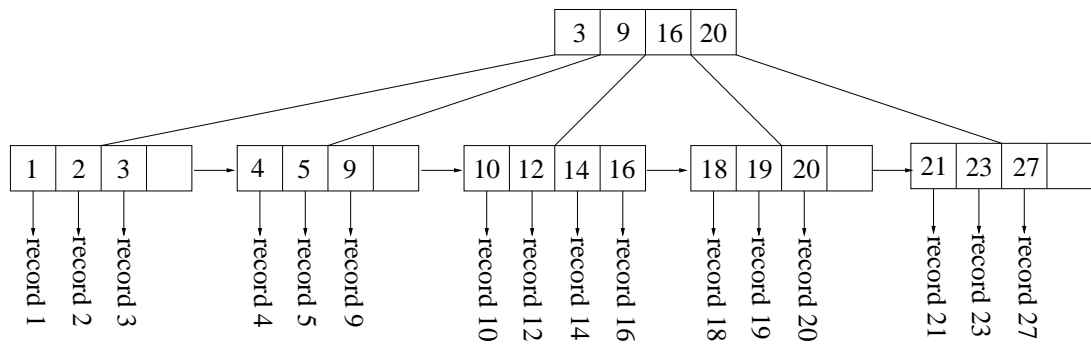 3 9 16 20
1 2 3
4 5 9
10 12 14 16
18 19 20
21 23 27
record 1
record 2
record 3
record 4
record 5
record 9
record 10
record 12
record 14
record 16
record 18
record 19
record 20
record 21
record 23
record 27